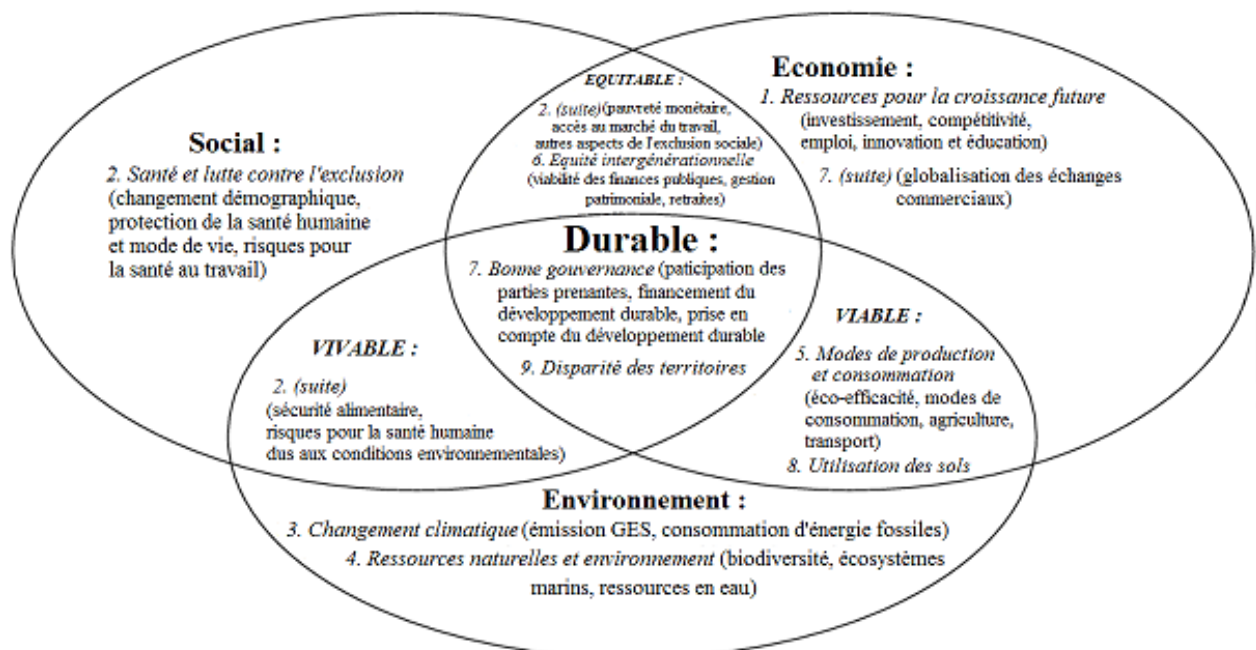 Economie :
1. Ressources pour la croissance future
(investissement, compétitivité,
emploi, innovation et éducation)
7. (suite) (globalisation des échanges
commerciaux)
EQUITABLE :
2. (suite) (pauvreté monétaire,
accès au marché du travail,
autres aspects de l'exclusion sociale)
6. Equité intergénérationnelle
(viabilité des finances publiques, gestion
patrimoniale, retraites)
Social :
2. Santé et lutte contre l'exclusion
(changement démographique,
protection de la santé humaine
et mode de vie, risques pour
la santé au travail)
Durable :
7. Bonne gouvernance (paticipation des
parties prenantes, financement du
développement durable, prise en
compte du développement durable
9. Disparité des territoires
VIVABLE :
2. (suite)
(sécurité alimentaire,
risques pour la santé humaine
dus aux conditions environnementales)
VIABLE :
5. Modes de production
et consommation
(éco-efficacité, modes de
consommation, agriculture,
transport)
8. Utilisation des sols
Environnement :
3. Changement climatique (émission GES, consommation d'énergie fossiles)
4. Ressources naturelles et environnement (biodiversité, écosystèmes
marins, ressources en eau)